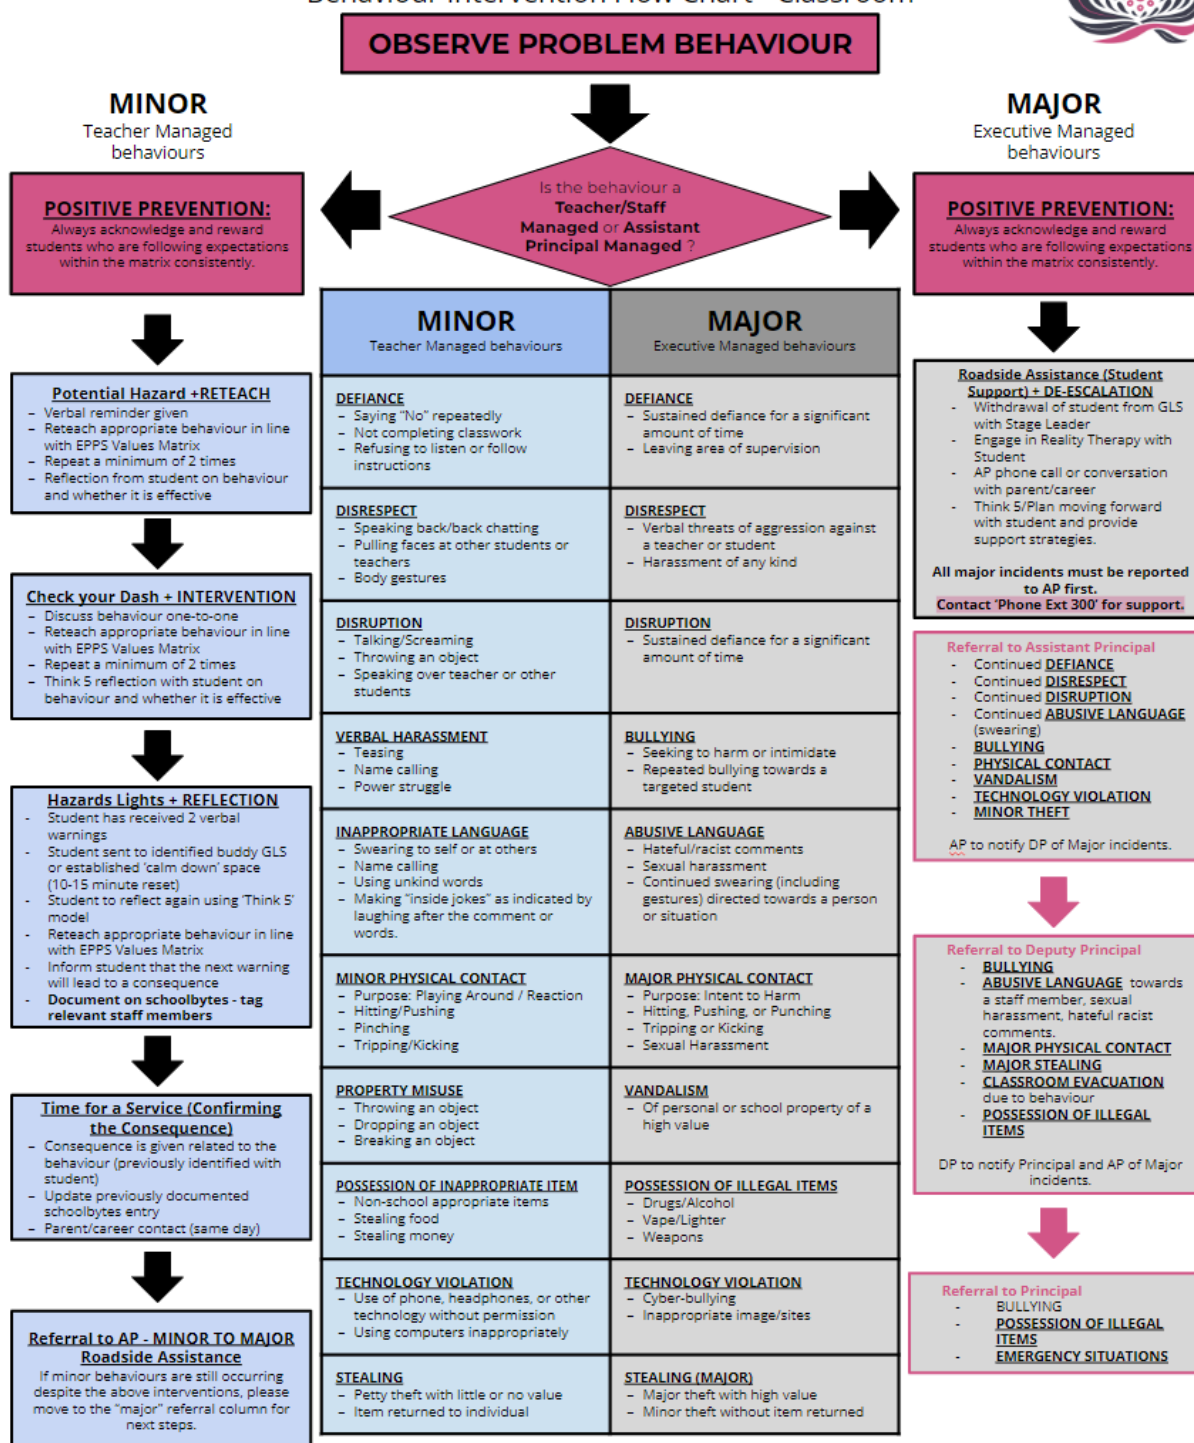 Behaviour Intervention Flow Chart - Classroom
OBSERVE PROBLEM BEHAVIOUR
MINOR
Teacher Managed
behaviours
MAJOR
Executive Managed
behaviours
Is the behaviour a
Teacher/Staff
Managed or Assistant
Principal Managed ?
POSITIVE PREVENTION:
Always acknowledge and reward
students who are following expectations
within the matrix consistently.
Potential Hazard +RETEACH
- Verbal reminder given
- Reteach appropriate behaviour in line
with EPPS Values Matrix
- Repeat a minimum of 2 times
- Reflection from student on behaviour
and whether it is effective
Check your Dash + INTERVENTION
- Discuss behaviour one-to-one
- Reteach appropriate behaviour in line
with EPPS Values Matrix
- Repeat a minimum of 2 times
- Think 5 reflection with student on
behaviour and whether it is effective
Hazards Lights + REFLECTION
- Student has received 2 verbal
warnings
- Student sent to identified buddy GLS
or established 'calm down' space
(10-15 minute reset)
- Student to reflect again using 'Think 5'
model
- Reteach appropriate behaviour in line
with EPPS Values Matrix
- Inform student that the next warning
will lead to a consequence
- Document on schoolbytes - tag
relevant staff members
Time for a Service (Confirming
the Consequence)
- Consequence is given related to the
behaviour (previously identified with
student)
- Update previously documented
schoolbytes entry
- Parent/career contact (same day)
Referral to AP - MINOR TO MAJOR
Roadside Assistance
If minor behaviours are still occurring
despite the above interventions, please
move to the "major" referral column for
next steps.
MINOR
Teacher Managed behaviours
MAJOR
Executive Managed behaviours
DEFIANCE
- Saying "No" repeatedly
- Not completing classwork
- Refusing to listen or follow
instructions
DEFIANCE
- Sustained defiance for a significant
amount of time
- Leaving area of supervision
DISRESPECT
- Speaking back/back chatting
- Pulling faces at other students or
teachers
- Body gestures
DISRESPECT
- Verbal threats of aggression against
a teacher or student
- Harassment of any kind
DISRUPTION
- Talking/Screaming
- Throwing an object
- Speaking over teacher or other
students
DISRUPTION
- Sustained defiance for a significant
amount of time
VERBAL HARASSMENT
- Teasing
- Name calling
- Power struggle
BULLYING
- Seeking to harm or intimidate
- Repeated bullying towards a
targeted student
INAPPROPRIATE LANGUAGE
- Swearing to self or at others
- Name calling
- Using unkind words
- Making "inside jokes" as indicated by
laughing after the comment or
words.
ABUSIVE LANGUAGE
- Hateful/racist comments
- Sexual harassment
- Continued swearing (including
gestures) directed towards a person
or situation
MINOR PHYSICAL CONTACT
- Purpose: Playing Around / Reaction
- Hitting/Pushing
- Pinching
- Tripping/Kicking
MAJOR PHYSICAL CONTACT
- Purpose: Intent to Harm
- Hitting, Pushing, or Punching
- Tripping or Kicking
- Sexual Harassment
PROPERTY MISUSE
- Throwing an object
- Dropping an object
- Breaking an object
VANDALISM
- Of personal or school property of a
high value
POSSESSION OF INAPPROPRIATE ITEM
- Non-school appropriate items
- Stealing food
- Stealing money
POSSESSION OF ILLEGAL ITEMS
- Drugs/Alcohol
- Vape/Lighter
- Weapons
TECHNOLOGY VIOLATION
- Use of phone, headphones, or other
technology without permission
- Using computers inappropriately
TECHNOLOGY VIOLATION
- Cyber-bullying
- Inappropriate image/sites
STEALING
- Petty theft with little or no value
- Item returned to individual
STEALING (MAJOR)
- Major theft with high value
- Minor theft without item returned
POSITIVE PREVENTION:
Always acknowledge and reward
students who are following expectations
within the matrix consistently.
Roadside Assistance (Student
Support) + DE-ESCALATION
- Withdrawal of student from GLS
with Stage Leader
- Engage in Reality Therapy with
Student
- AP phone call or conversation
with parent/career
- Think 5/Plan moving forward
with student and provide
support strategies.
All major incidents must be reported
to AP first.
Contact 'Phone Ext 300' for support.
Referral to Assistant Principal
- Continued DEFIANCE
- Continued DISRESPECT
- Continued DISRUPTION
- Continued ABUSIVE LANGUAGE
(swearing)
- BULLYING
- PHYSICAL CONTACT
- VANDALISM
- TECHNOLOGY VIOLATION
- MINOR THEFT
AP to notify DP of Major incidents.
Referral to Deputy Principal
- BULLYING
- ABUSIVE LANGUAGE towards
a staff member, sexual
harassment, hateful racist
comments.
- MAJOR PHYSICAL CONTACT
- MAJOR STEALING
- CLASSROOM EVACUATION
due to behaviour
- POSSESSION OF ILLEGAL
ITEMS
DP to notify Principal and AP of Major
incidents.
Referral to Principal
- BULLYING
- POSSESSION OF ILLEGAL
ITEMS
- EMERGENCY SITUATIONS